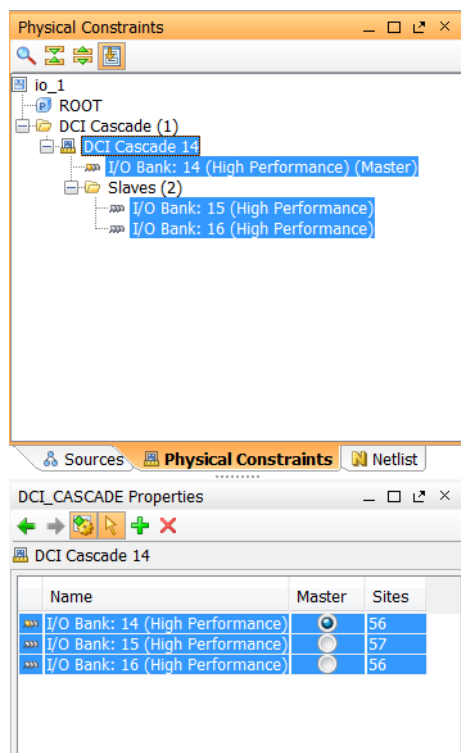 Physical Constraints
io_1
ROOT
DCI Cascade (1)
DCI Cascade 14
I/O Bank: 14 (High Performance) (Master)
Slaves (2)
I/O Bank: 15 (High Performance)
I/O Bank: 16 (High Performance)
Sources Physical Constraints Netlist
DCI_CASCADE Properties
DCI Cascade 14
Name Master Sites
I/O Bank: 14 (High Performance) 56
I/O Bank: 15 (High Performance) 57
I/O Bank: 16 (High Performance) 56